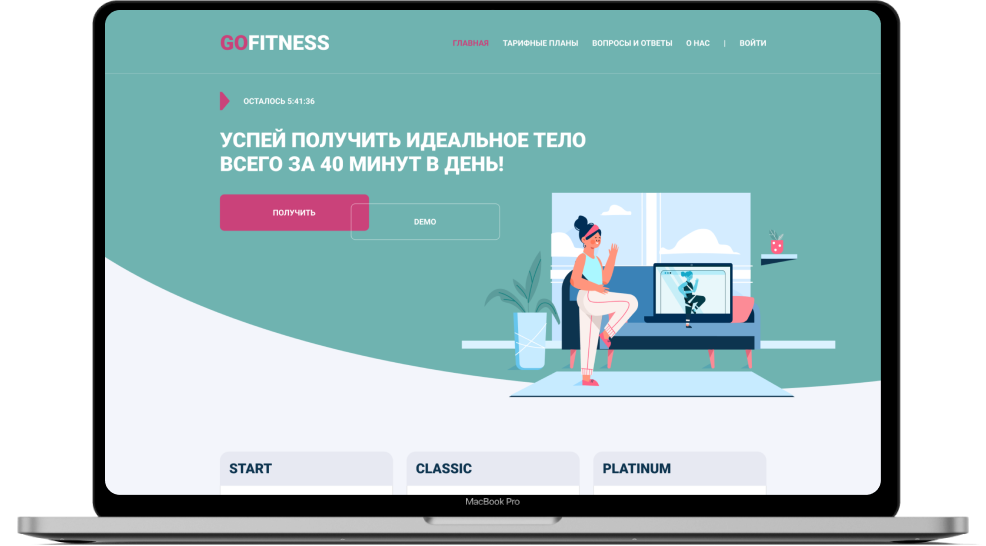 GOFITNESS
ГЛАВНАЯ ТАРИФНЫЕ ПЛАНЫ ВОПРОСЫ И ОТВЕТЫ О НАС | ВОЙТИ
ОСТАЛОСЬ 5:41:36
УСПЕЙ ПОЛУЧИТЬ ИДЕАЛЬНОЕ ТЕЛО
ВСЕГО ЗА 40 МИНУТ В ДЕНЬ!
ПОЛУЧИТЬ
DEMO
START CLASSIC PLATINUM
MacBook Pro